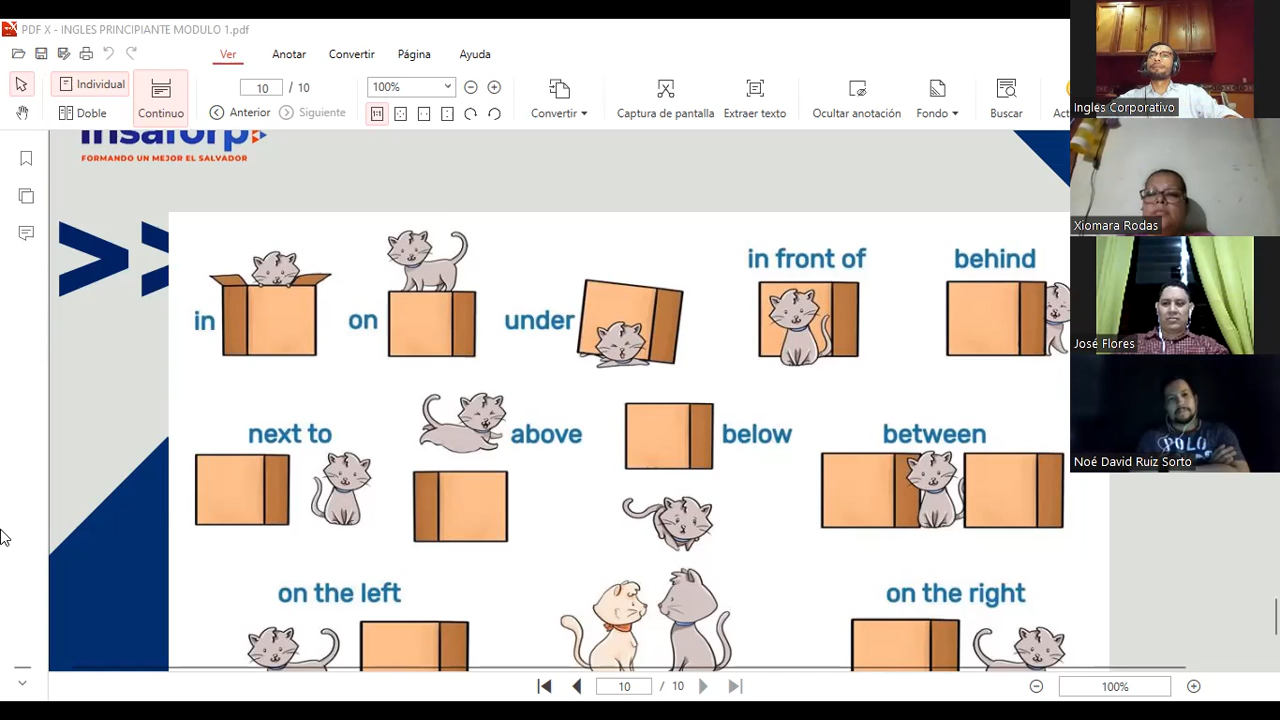 PDF X - INGLES PRINCIPIANTE MODULO 1.pdf
Ver Anotar Convertir Página Ayuda
Individual
Doble
Continuo
10 / 10
Anterior Siguiente
100%
Convertir
Captura de pantalla
Extraer texto
Ocultar anotación
Fondo
Buscar
insaforp
FORMANDO UN MEJOR EL SALVADOR
in
on
under
in front of
behind
next to
above
below
between
on the left
on the right
10 / 10
100%
Ingles Corporativo
Xiomara Rodas
José Flores
Noé David Ruiz Sorto
POLO